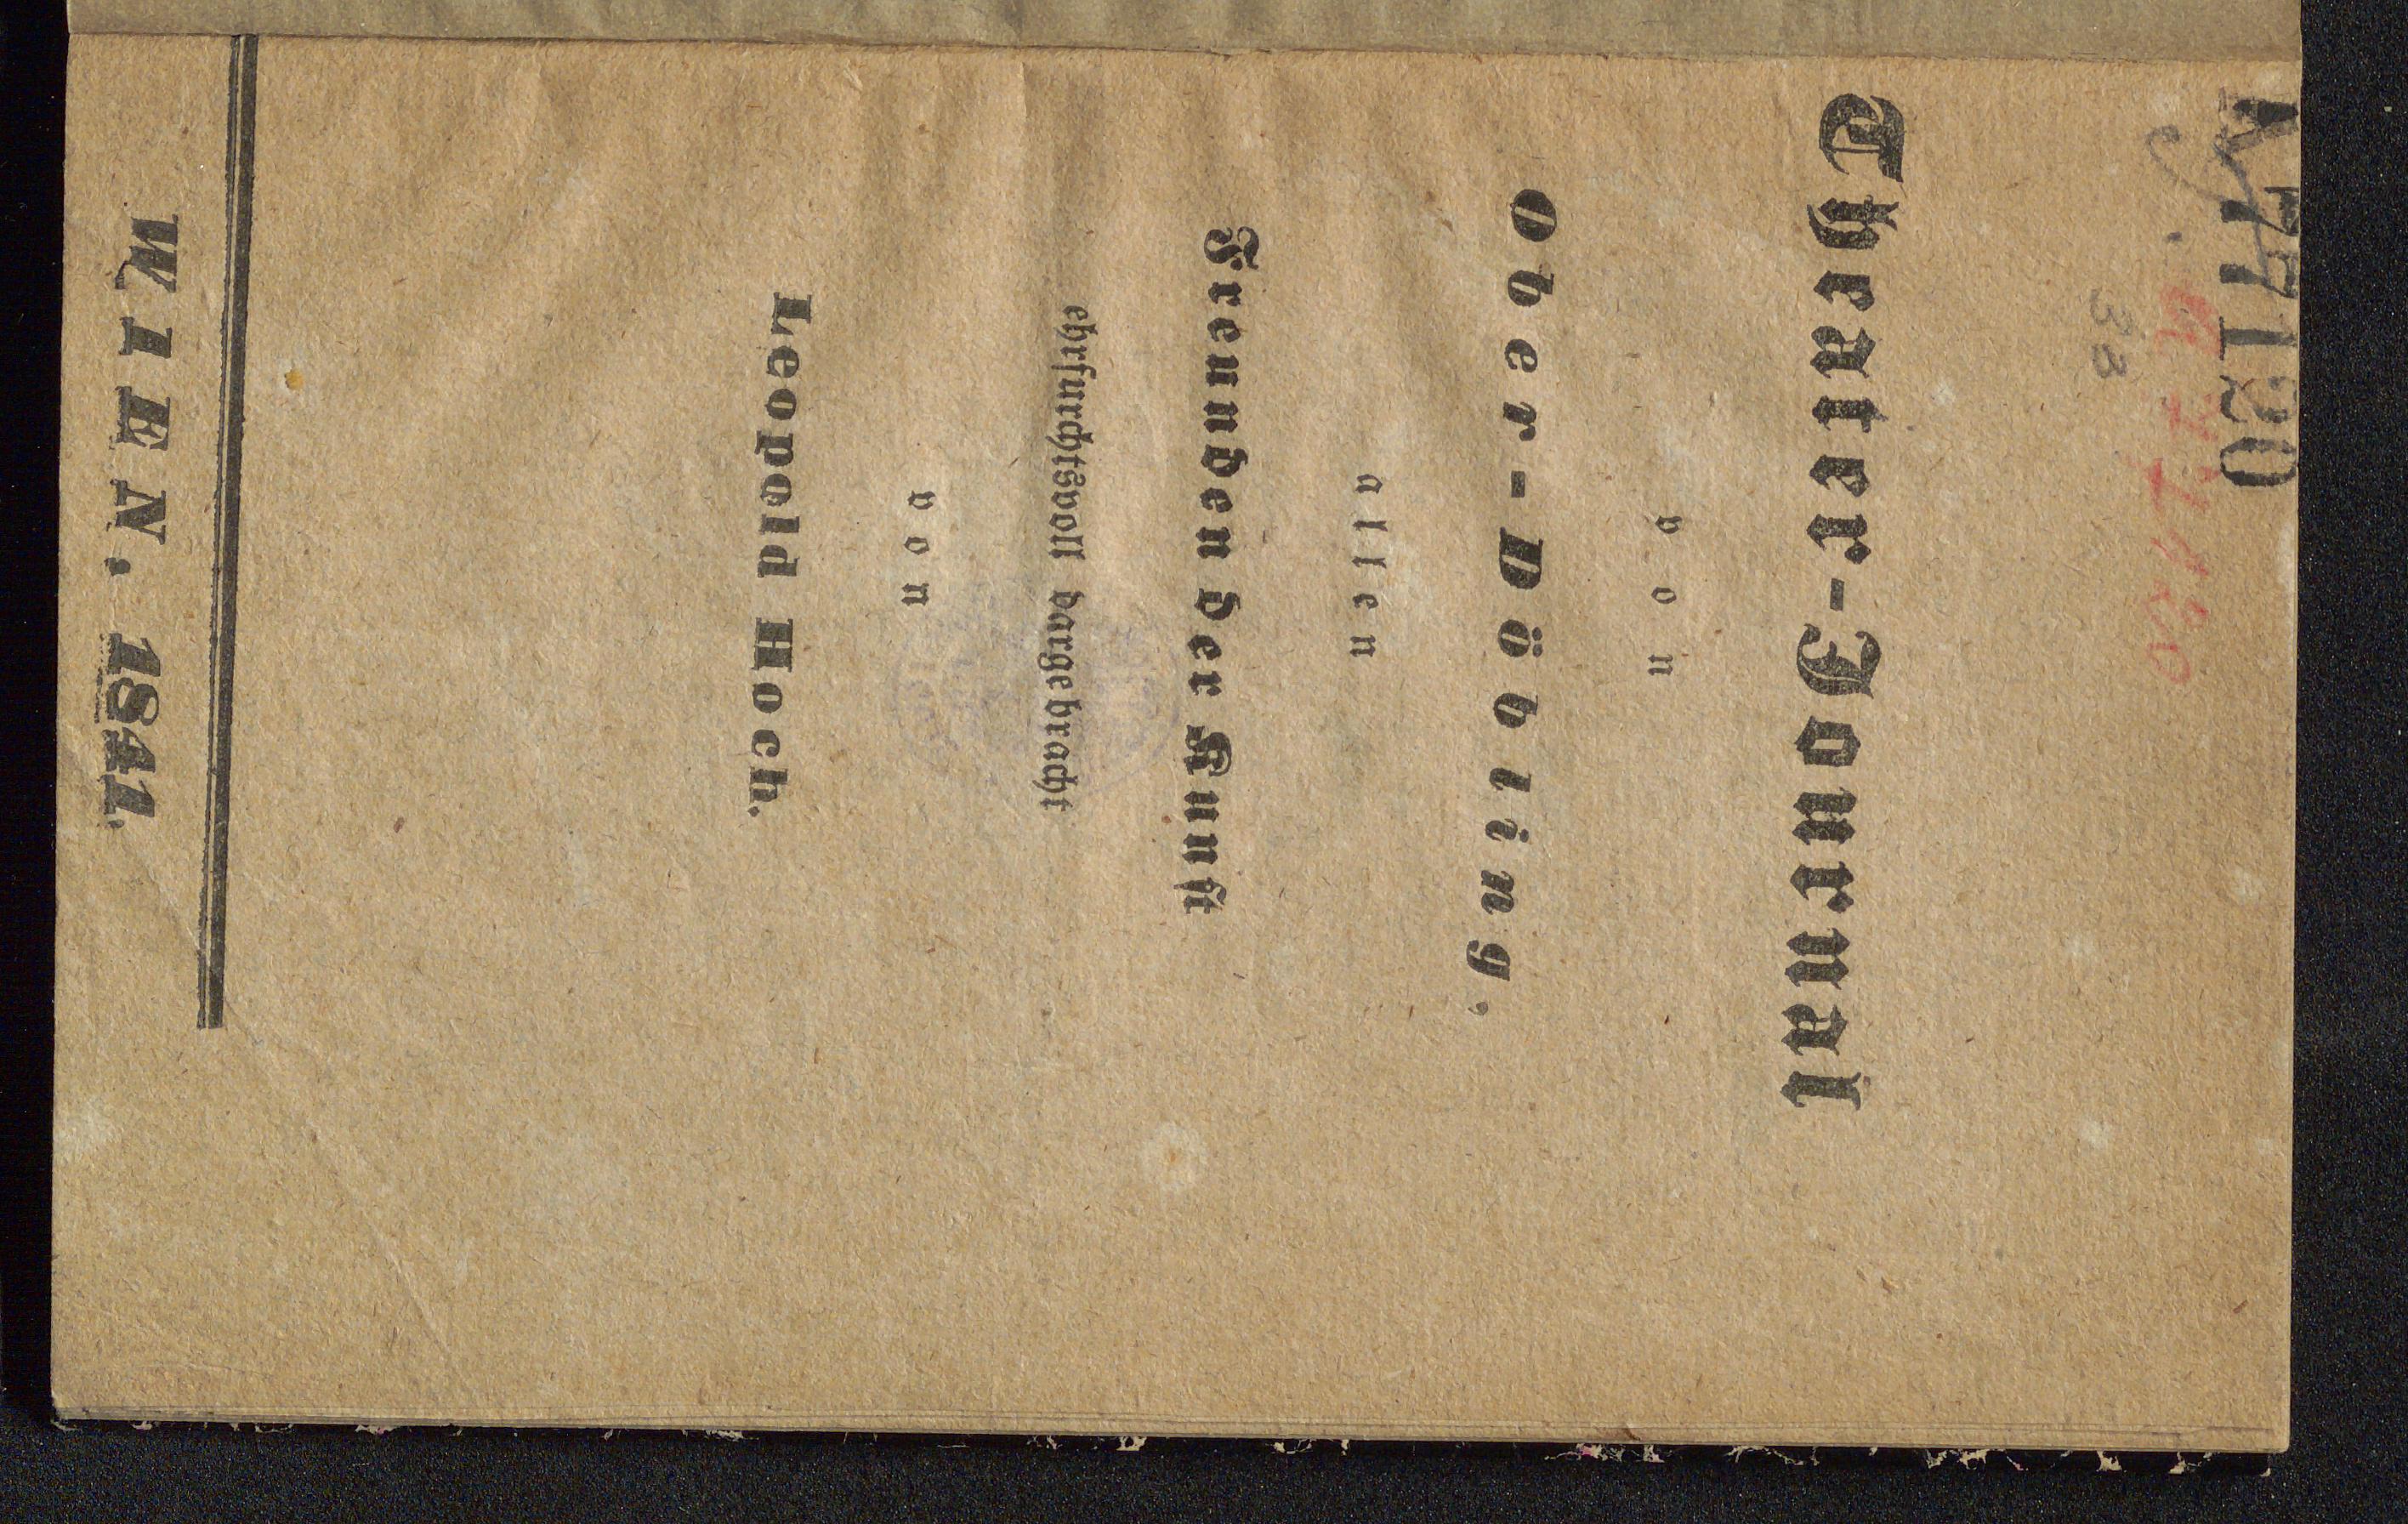 77120
33
Theater-Journal
von
Ober-Döbling,
allen
Freunden der Kunst
ehrfurchtsvoll dargebracht
von
Leopold Hoch.
WIEN. 1841.